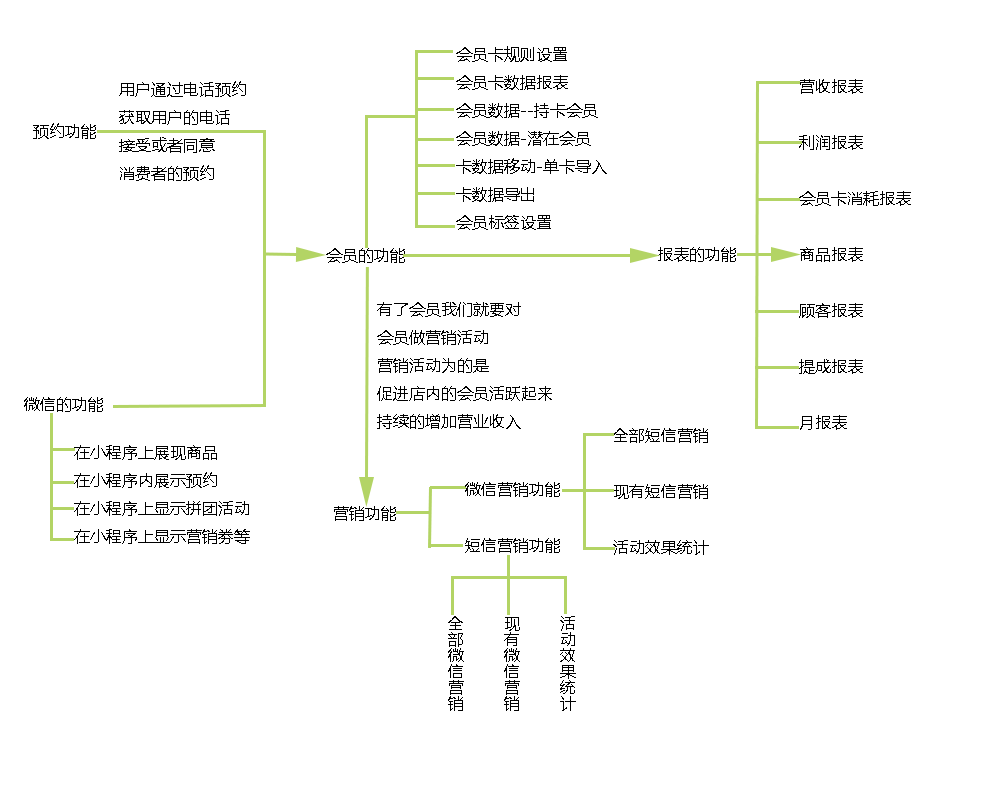 预约功能
用户通过电话预约
获取用户的电话
接受或者同意
消费者的预约
会员卡规则设置
会员卡数据报表
会员数据--持卡会员
会员数据-潜在会员
卡数据移动-单卡导入
卡数据导出
会员标签设置
会员的功能
报表的功能
营收报表
利润报表
会员卡消耗报表
商品报表
顾客报表
提成报表
月报表
有了会员我们就要对
会员做营销活动
营销活动为的是
促进店内的会员活跃起来
持续的增加营业收入
微信的功能
在小程序上展现商品
在小程序内展示预约
在小程序上显示拼团活动
在小程序上显示营销券等
营销功能
微信营销功能
短信营销功能
全部短信营销
现有短信营销
活动效果统计
全部微信营销
现有微信营销
活动效果统计